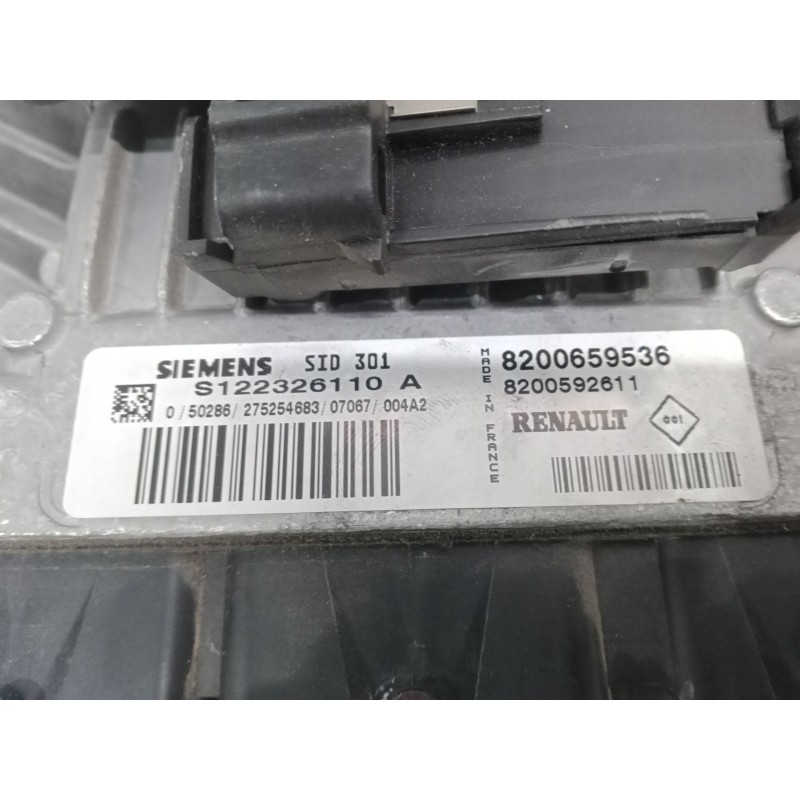 SIEMENS SID 301
S122326110 A
0/50286/275254683/07067/004A2
MADE IN FRANCE
8200659536
8200592611
RENAULT
001